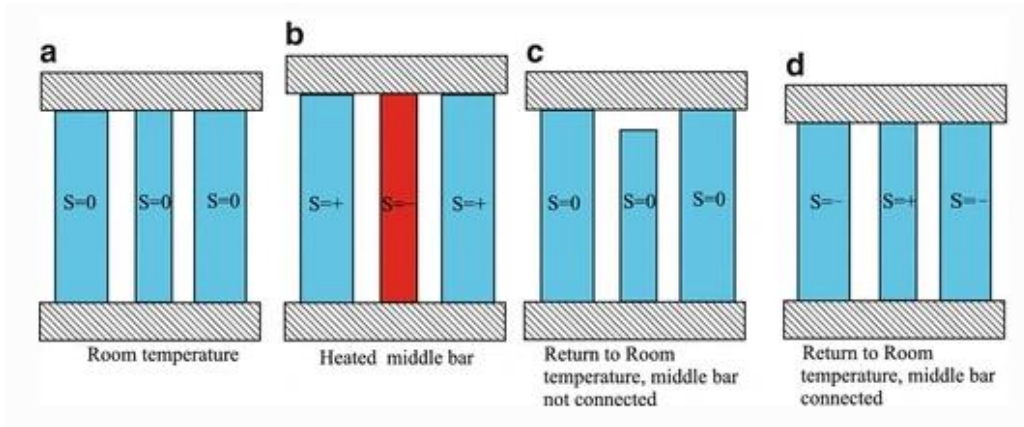 a
S=0 S=0 S=0
Room temperature
b
S=+ S=- S=+
Heated middle bar
c
S=0 S=0 S=0
Return to Room
temperature, middle bar
not connected
d
S=- S=+ S=-
Return to Room
temperature, middle bar
connected